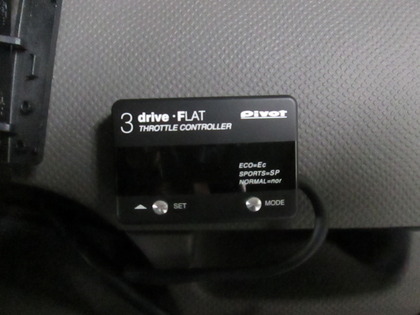 3 drive·FLAT Pivot
THROTTLE CONTROLLER
ECO=Ec
SPORTS=SP
NORMAL=nor
SET MODE